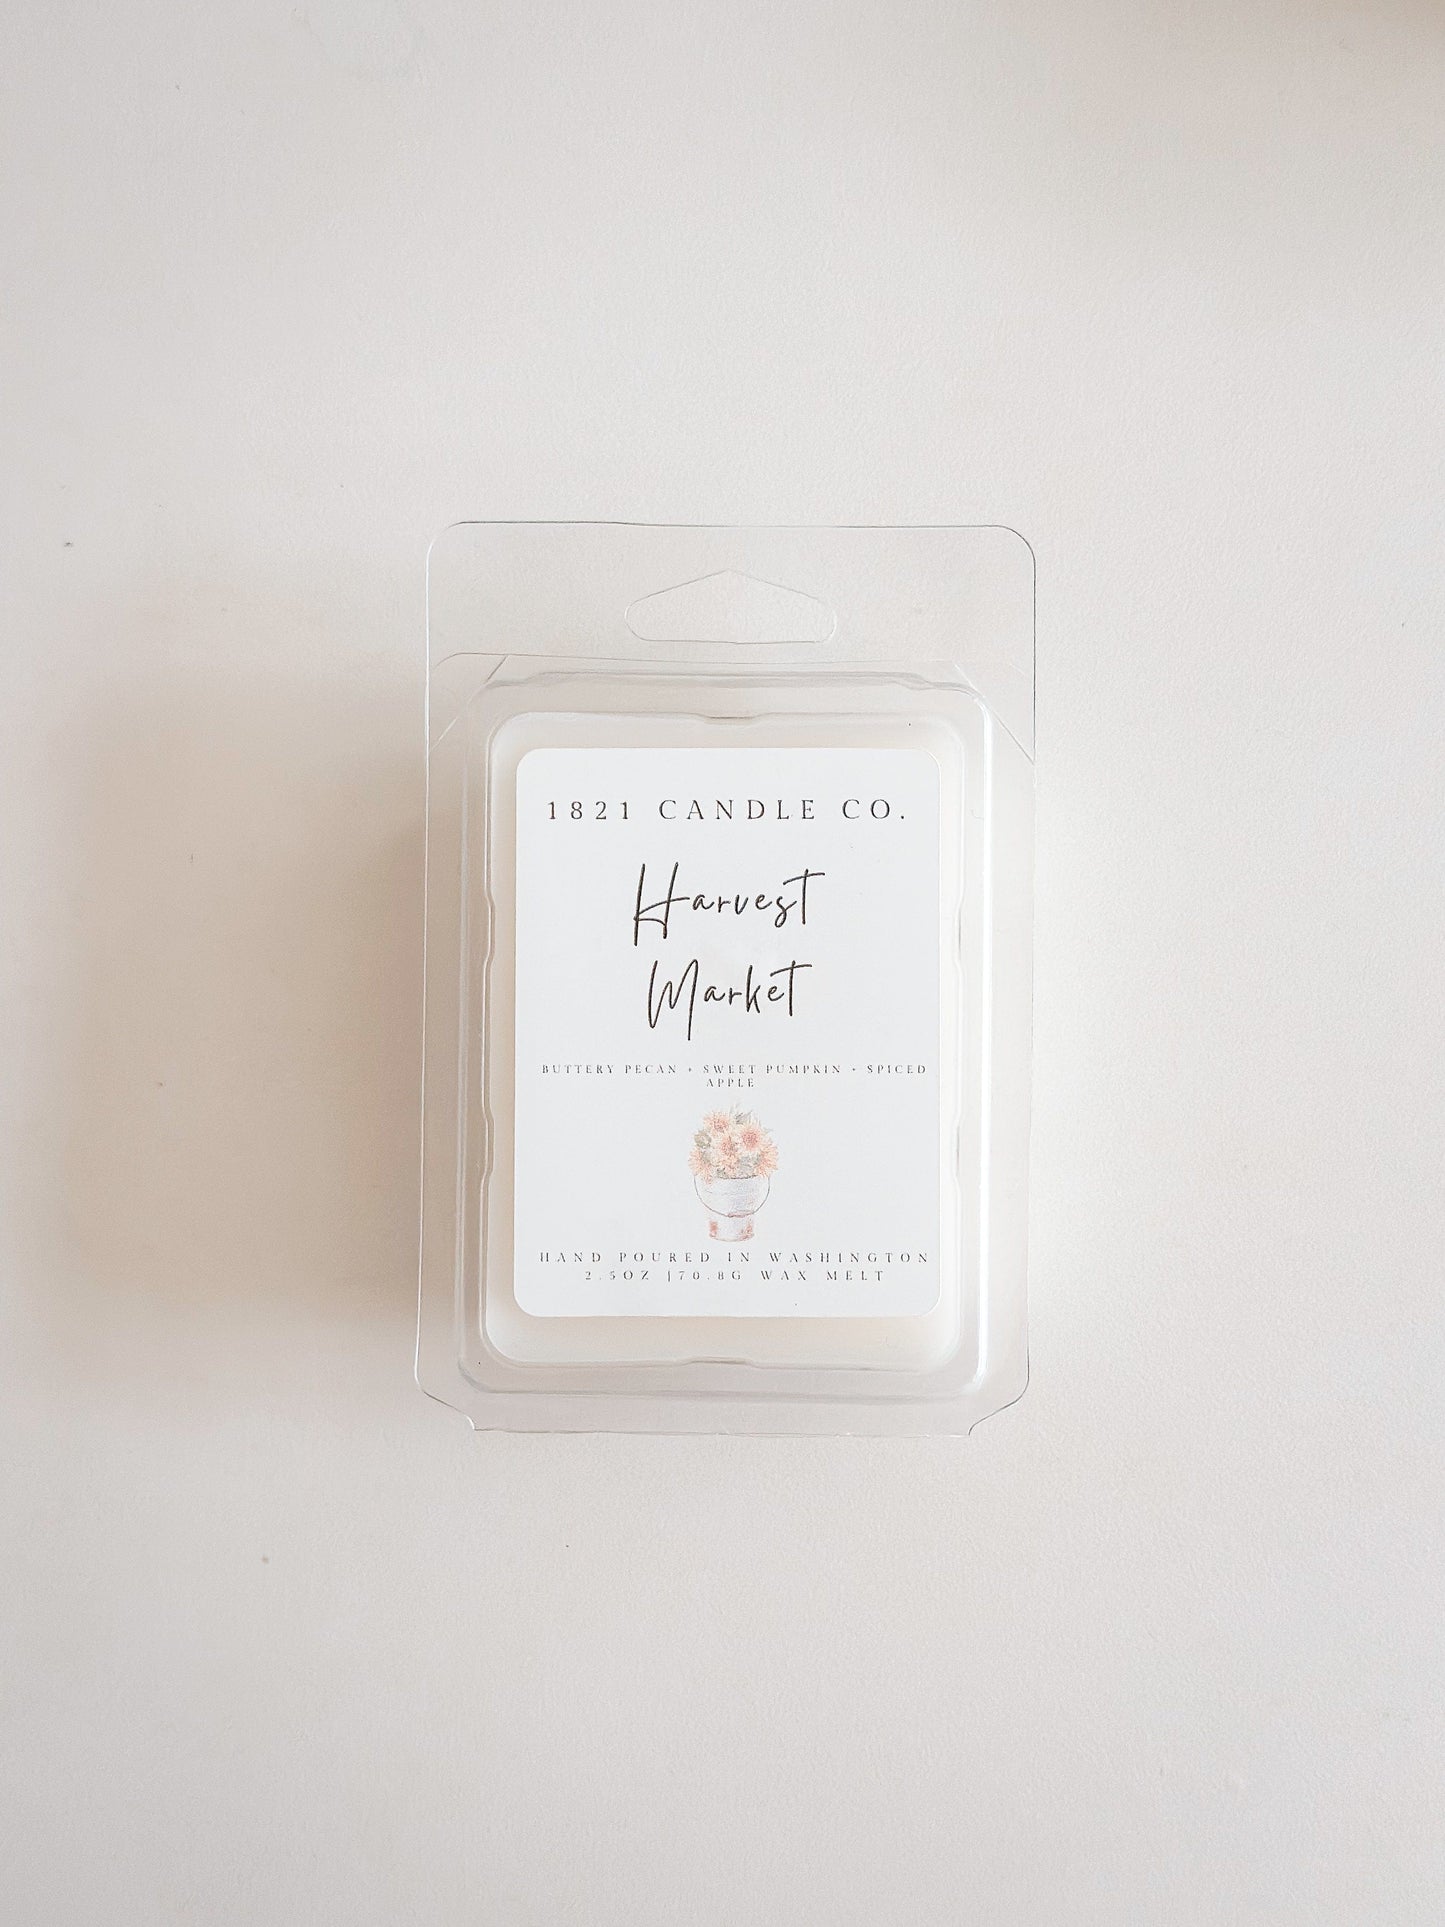 1821 CANDLE CO.
Harvest
Market
BUTTERY PECAN + SWEET PUMPKIN + SPICED
APPLE
HAND POURED IN WASHINGTON
2.5OZ |70.8G WAX MELT